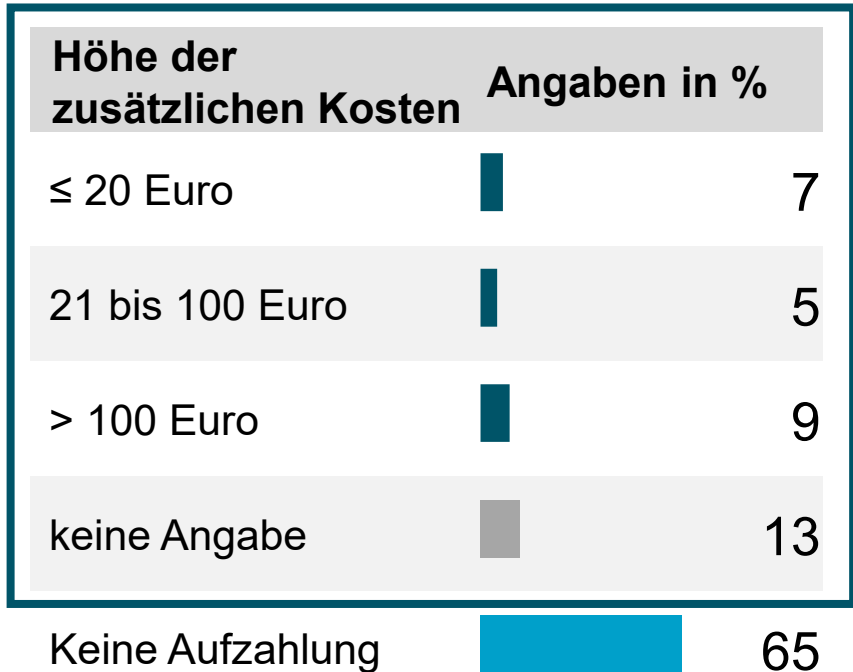 Höhe der
zusätzlichen Kosten
Angaben in %
≤ 20 Euro 7
21 bis 100 Euro 5
> 100 Euro 9
keine Angabe 13
Keine Aufzahlung 65